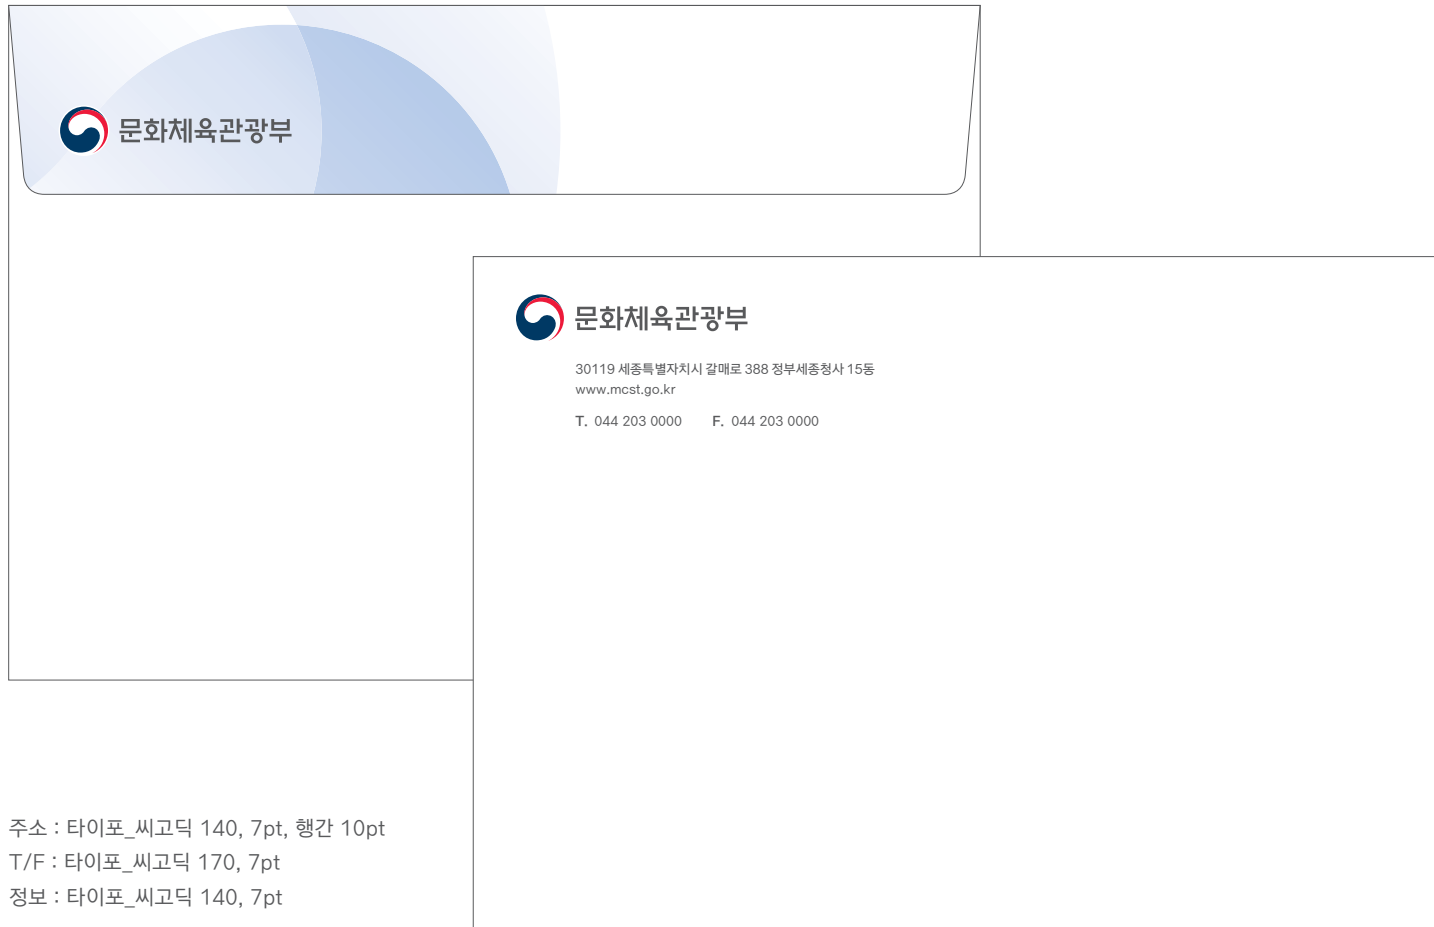 문화체육관광부
문화체육관광부
30119 세종특별자치시 갈매로 388 정부세종청사 15동
www.mcst.go.kr
T. 044 203 0000 F. 044 203 0000
주소 : 타이포_씨고딕 140, 7pt, 행간 10pt
T/F : 타이포_씨고딕 170, 7pt
정보 : 타이포_씨고딕 140, 7pt